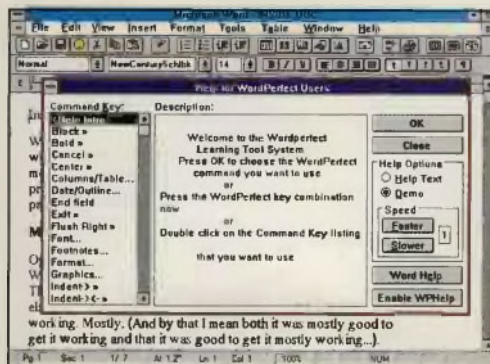 Microsoft Word - INSIDE.DOC
File Edit View Insert Format Tools Table Window Help
Normal NewCenturySchlbk 14 B I U
Help for WordPerfect Users
Command Key:
Help Intro
Block »
Bold »
Cancel »
Center »
Columns/Table...
Date/Outline...
End field
Exit »
Flush Right »
Font...
Footnotes...
Format...
Graphics...
Indent-> »
Indent-><- »
Description:
Welcome to the Wordperfect
Learning Tool System
Press OK to choose the WordPerfect
command you want to use
or
Press the WordPerfect key combination
now
or
Double click on the Command Key listing
that you want to use
OK
Close
Help Options
Help Text
Demo
Speed
Faster
Slower
1
Word Help
Enable WPHelp
working. Mostly. (And by that I mean both it was mostly good to
get it working and that it was good to get it mostly working...).
Pg 1 Sec 1 1/7 At 1.2" Ln 1 Col 1 100% NUM